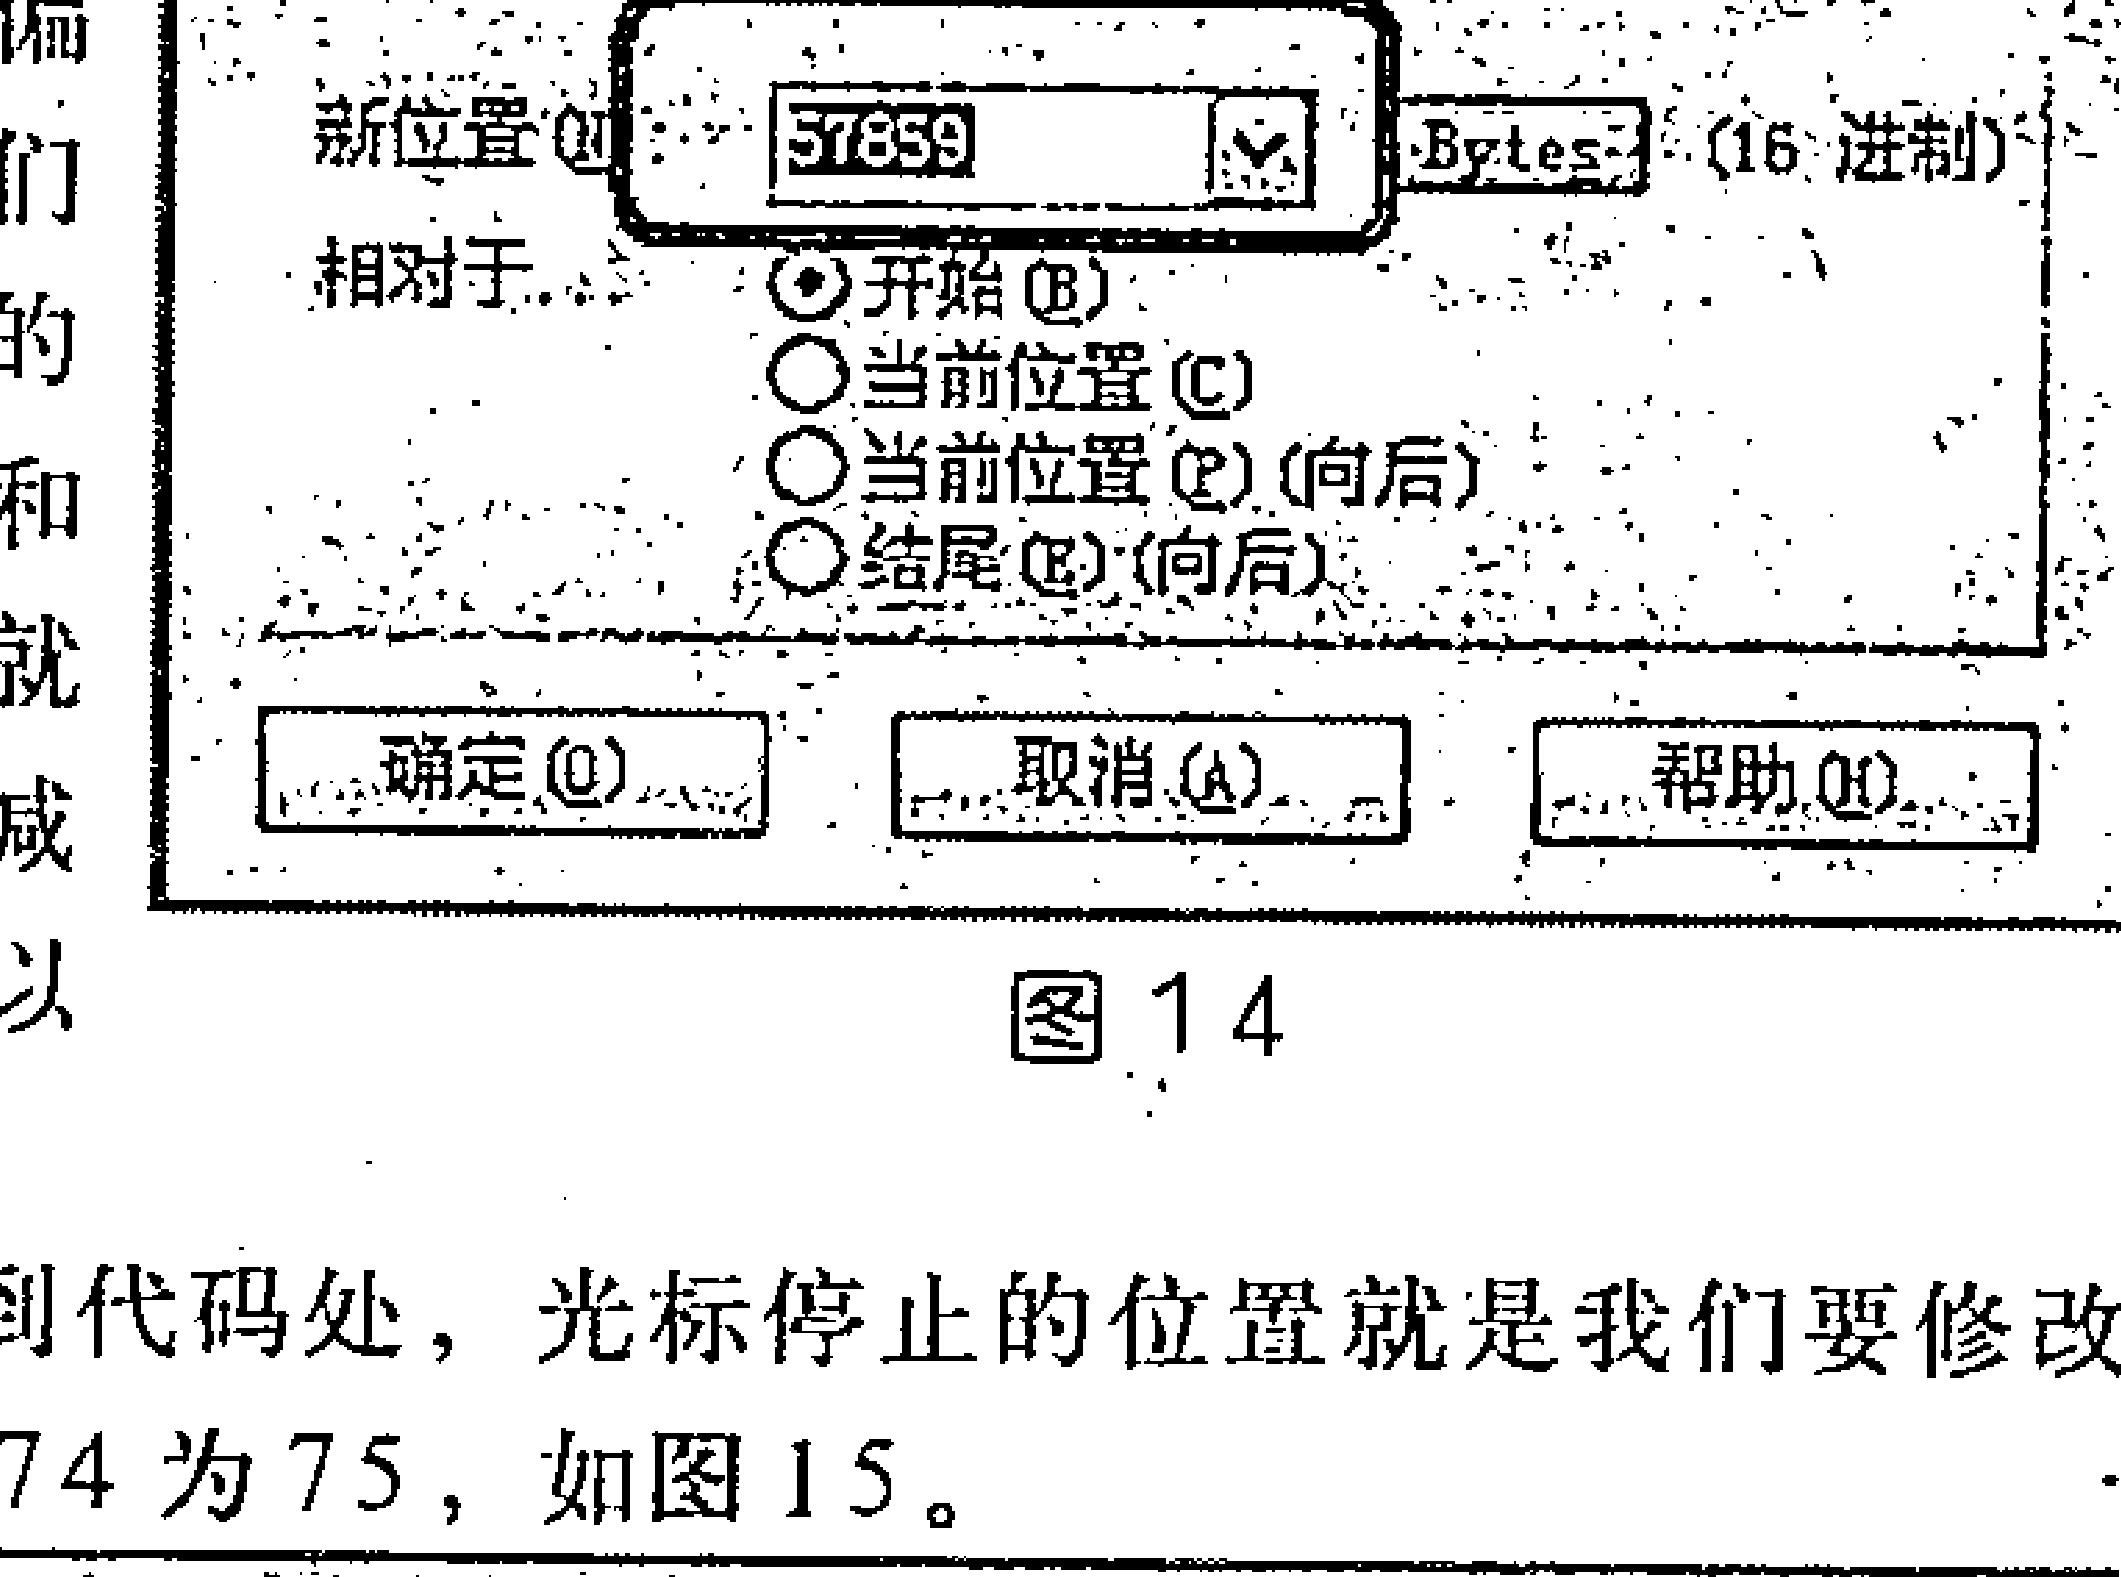 偏
新位置(N 57859 Bytes (16 进制)
们
相对于... 开始(B)
的
当前位置(C)
当前位置(P)(向后)
和
结尾(E)(向后)
就
确定(O) 取消(A) 帮助(H)
减
以
图 14
到代码处，光标停止的位置就是我们要修改
74 为 75，如图 15。